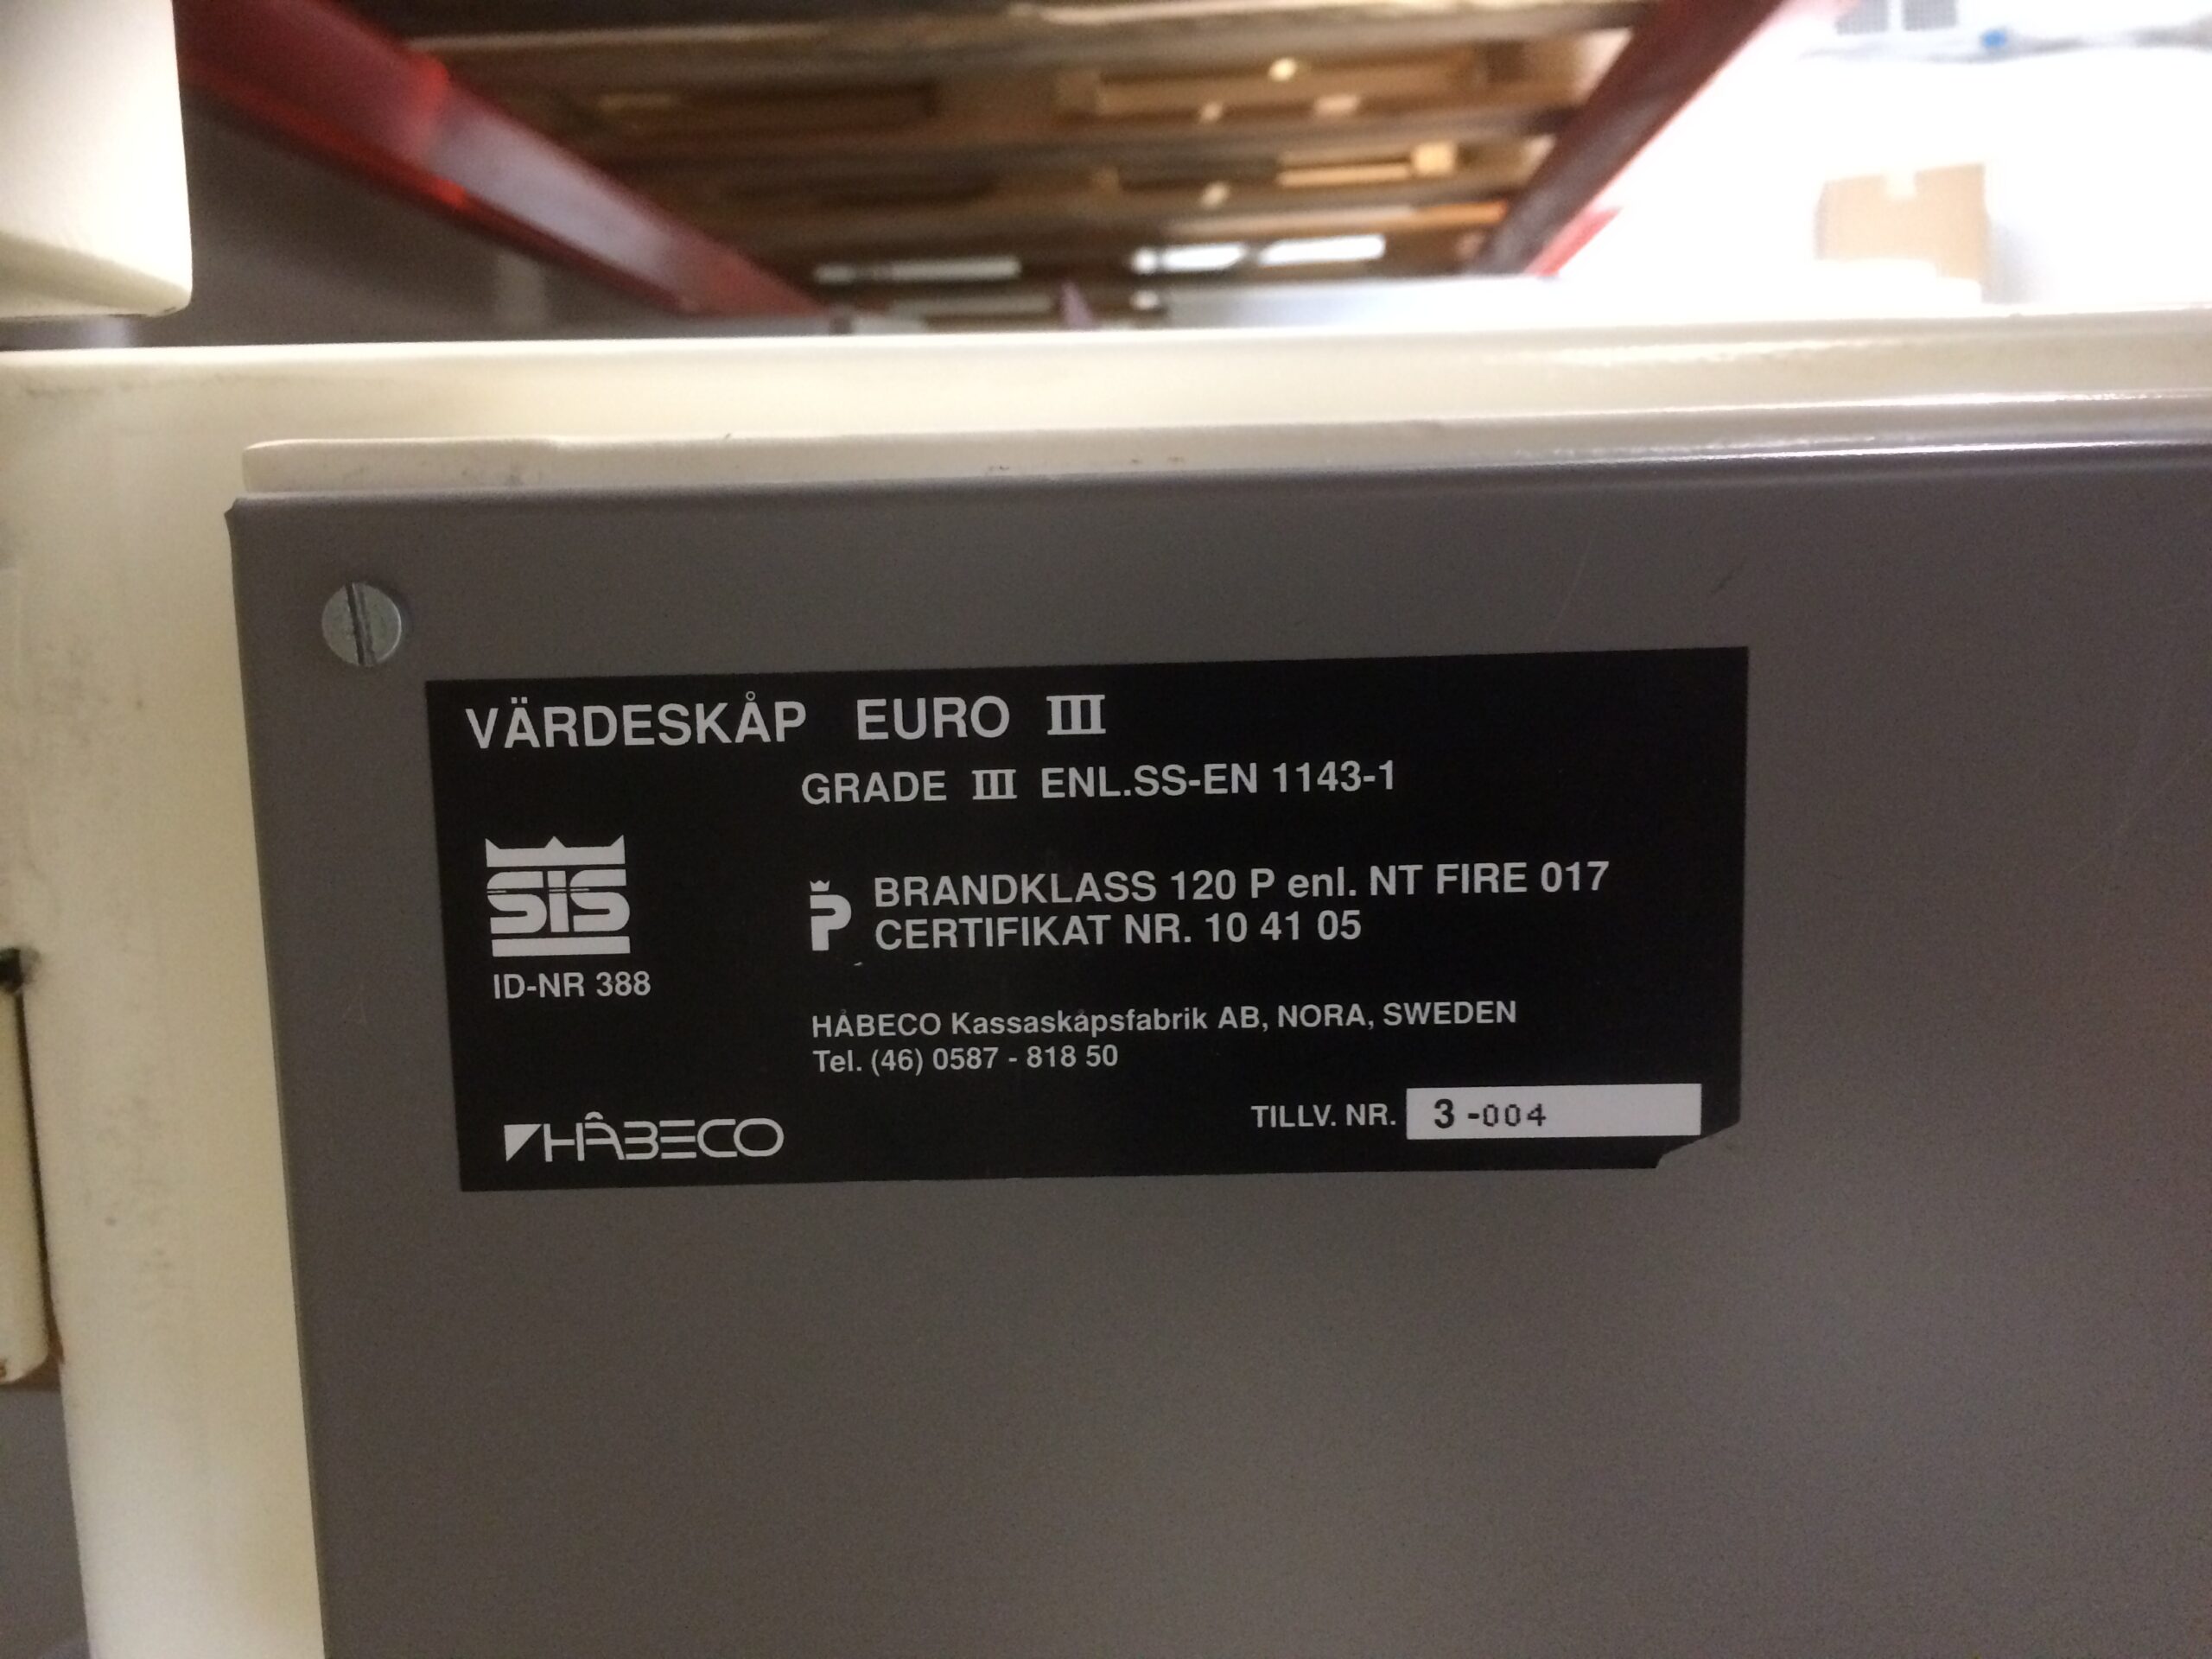 VÄRDESKÅP EURO III
GRADE III ENL.SS-EN 1143-1
SIS
ID-NR 388
P BRANDKLASS 120 P enl. NT FIRE 017
CERTIFIKAT NR. 10 41 05
HÅBECO Kassaskåpsfabrik AB, NORA, SWEDEN
Tel. (46) 0587 - 818 50
HÅBECO
TILLV. NR. 3-004